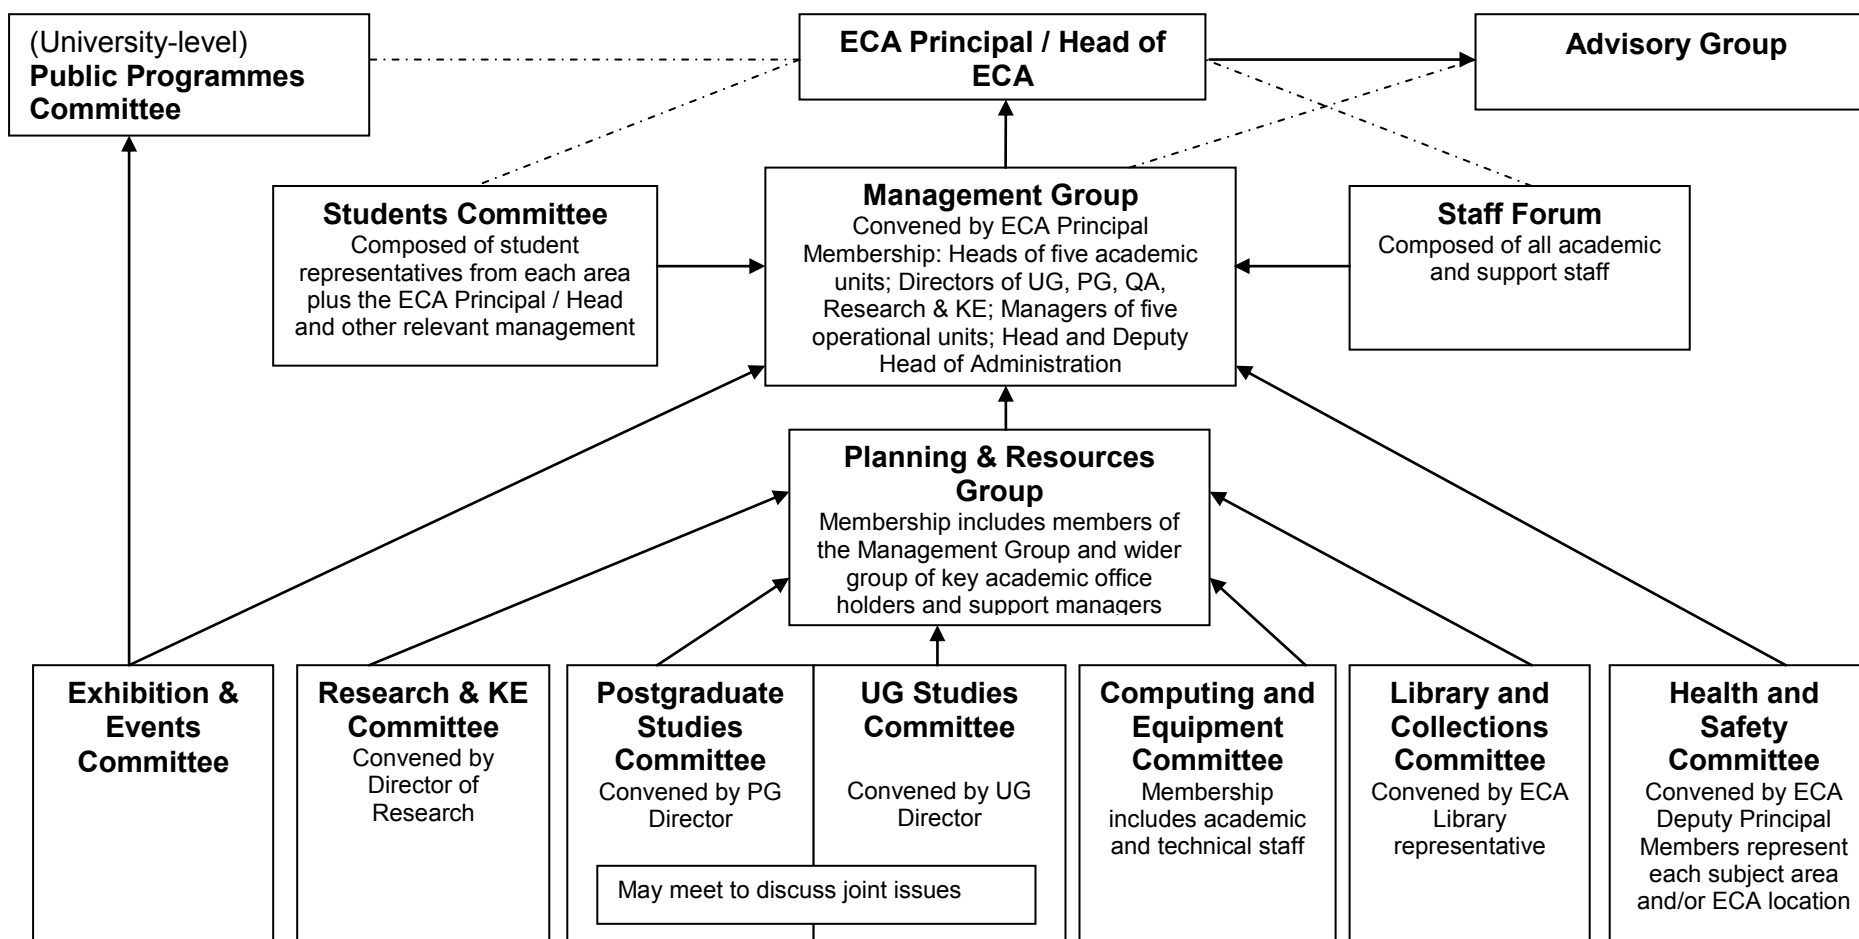 (University-level)
Public Programmes
Committee
ECA Principal / Head of
ECA
Advisory Group
Students Committee
Composed of student
representatives from each area
plus the ECA Principal / Head
and other relevant management
Management Group
Convened by ECA Principal
Membership: Heads of five academic
units; Directors of UG, PG, QA,
Research & KE; Managers of five
operational units; Head and Deputy
Head of Administration
Staff Forum
Composed of all academic
and support staff
Planning & Resources
Group
Membership includes members of
the Management Group and wider
group of key academic office
holders and support managers
Exhibition &
Events
Committee
Research & KE
Committee
Convened by
Director of
Research
Postgraduate
Studies
Committee
Convened by PG
Director
UG Studies
Committee
Convened by UG
Director
May meet to discuss joint issues
Computing and
Equipment
Committee
Membership
includes academic
and technical staff
Library and
Collections
Committee
Convened by ECA
Library
representative
Health and
Safety
Committee
Convened by ECA
Deputy Principal
Members represent
each subject area
and/or ECA location